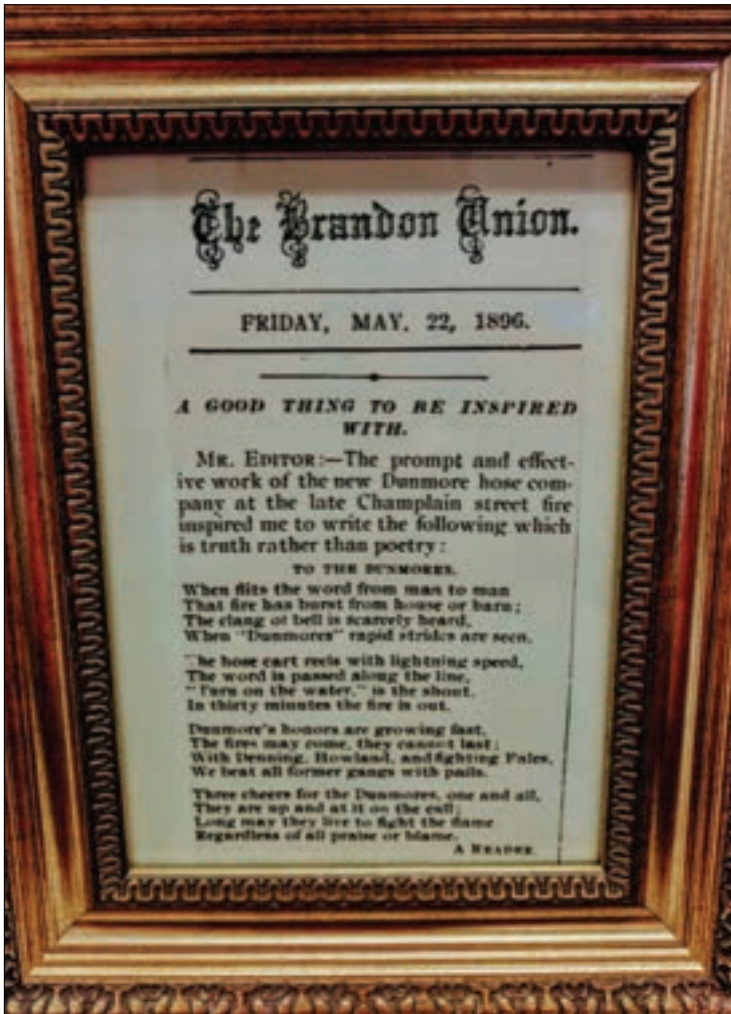 The Brandon Union.
FRIDAY, MAY. 22, 1896.
A GOOD THING TO BE INSPIRED
WITH.
MR. EDITOR:—The prompt and effect-
ive work of the new Dunmore hose com-
pany at the late Champlain street fire
inspired me to write the following which
is truth rather than poetry:
TO THE DUNMORES.
When flits the word from man to man
That fire has burst from house or barn;
The clang of bell is scarcely heard,
When "Dunmores" rapid strides are seen.
The hose cart reels with lightning speed,
The word is passed along the line,
"Turn on the water," is the shout,
In thirty minutes the fire is out.
Dunmore's honors are growing fast,
The fires may come, they cannot last;
With Denning, Howland, and fighting Fales,
We beat all former gangs with pails.
Three cheers for the Dunmores, one and all,
They are up and at it on the call;
Long may they live to fight the flame
Regardless of all praise or blame.
A READER.